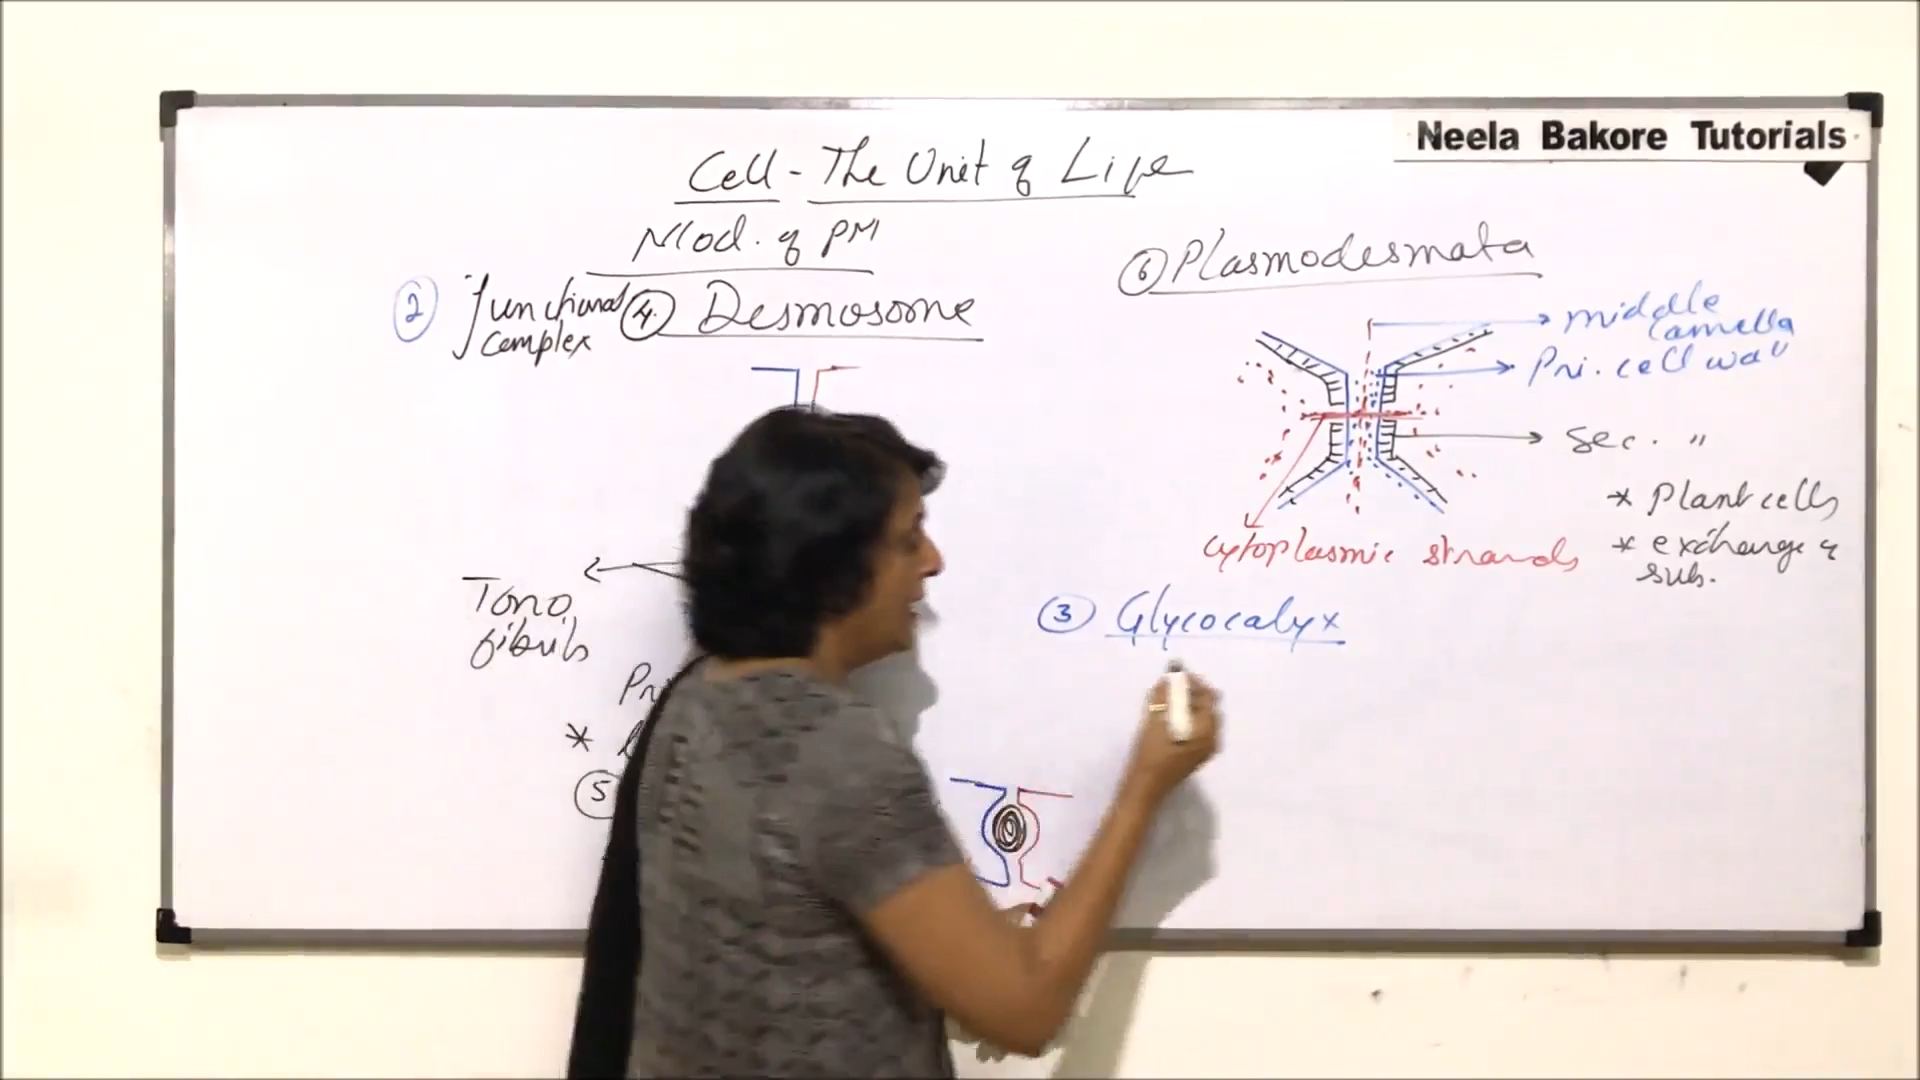 Neela Bakore Tutorials
Cell - The Unit of Life
Mod. of PM
② Junctional
complex
④. Desmosome
Tono
fibrils
*
⑤
⑥ Plasmodesmata
middle
lamella
Pri. cell wall
Sec. "
* Plant cells
* exchange of
sub.
cytoplasmic strands
③ Glycocalyx